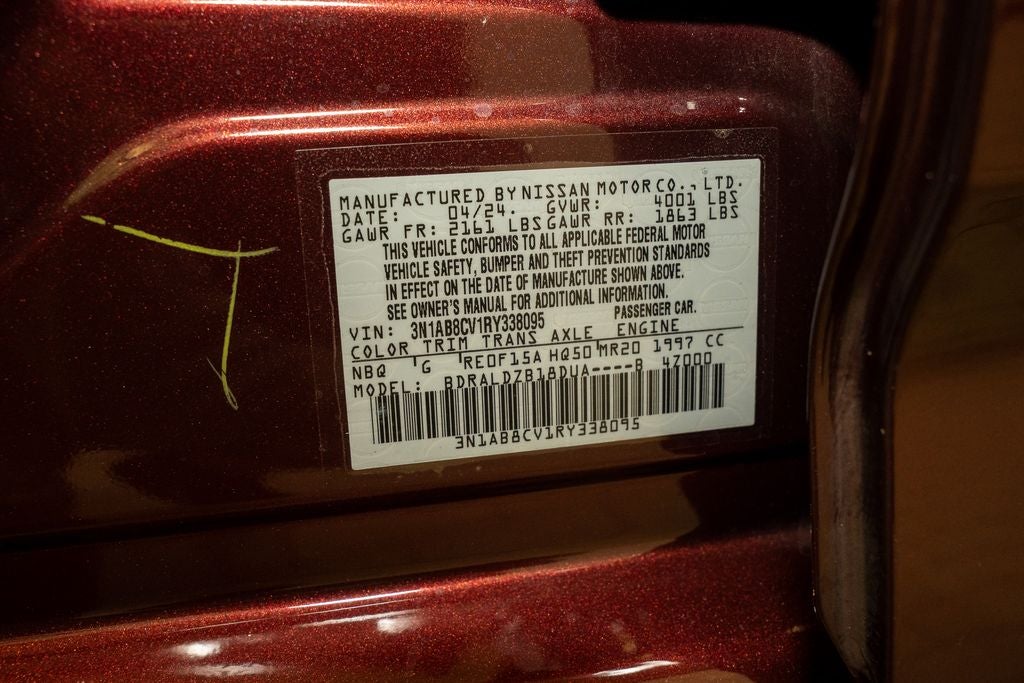 MANUFACTURED BY NISSAN MOTOR CO., LTD.
DATE: 04/24. GVWR: 4001 LBS
GAWR FR: 2161 LBS GAWR RR: 1863 LBS
THIS VEHICLE CONFORMS TO ALL APPLICABLE FEDERAL MOTOR
VEHICLE SAFETY, BUMPER AND THEFT PREVENTION STANDARDS
IN EFFECT ON THE DATE OF MANUFACTURE SHOWN ABOVE.
SEE OWNER'S MANUAL FOR ADDITIONAL INFORMATION.
VIN: 3N1AB8CV1RY338095 PASSENGER CAR.
COLOR TRIM TRANS AXLE ENGINE
NBQ 'G 'RE0F15A HQ50 'MR20 1997 CC
MODEL: BDRALDZB18DUA----B 47000
3N1AB8CV1RY338095